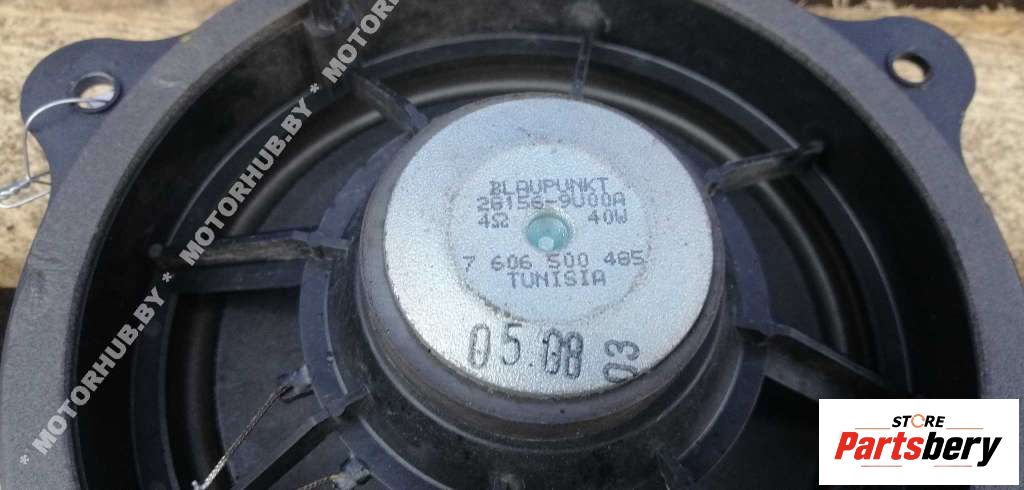 BLAUPUNKT
28156-9U00A
4Ω 40W
7 606 500 485
TUNISIA
05.08
03
* MOTORHUB.BY * MOTORHUB.BY * MOTORHUB.BY * MOTOR
STORE
Partsbery